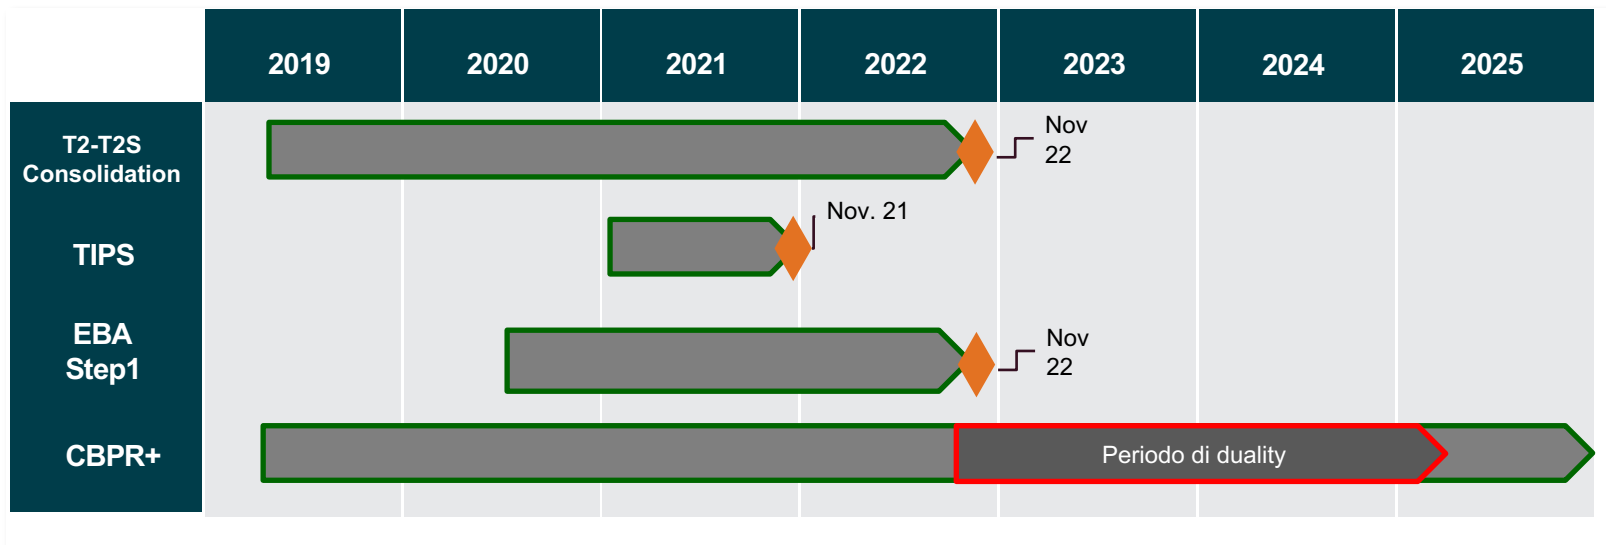 2019 2020 2021 2022 2023 2024 2025
T2-T2S
Consolidation
Nov
22
TIPS
Nov. 21
EBA
Step1
Nov
22
CBPR+
Periodo di duality